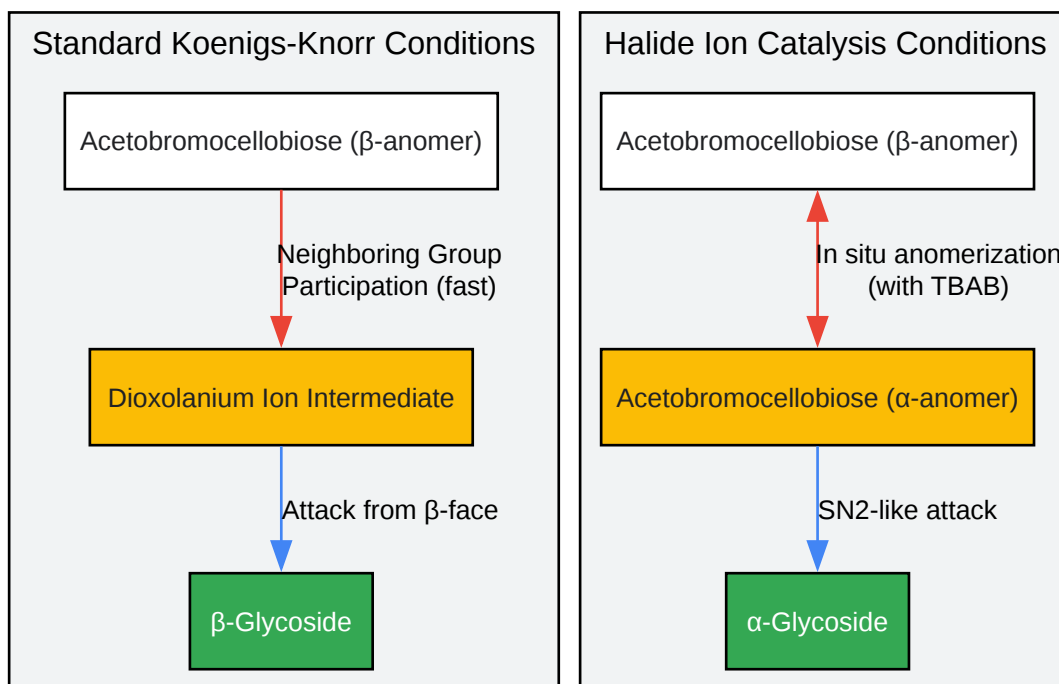 Standard Koenigs-Knorr Conditions
Acetobromocellobiose (β-anomer)
Neighboring Group
Participation (fast)
Dioxolanium Ion Intermediate
Attack from β-face
β-Glycoside
Halide Ion Catalysis Conditions
Acetobromocellobiose (β-anomer)
In situ anomerization
(with TBAB)
Acetobromocellobiose (α-anomer)
SN2-like attack
α-Glycoside